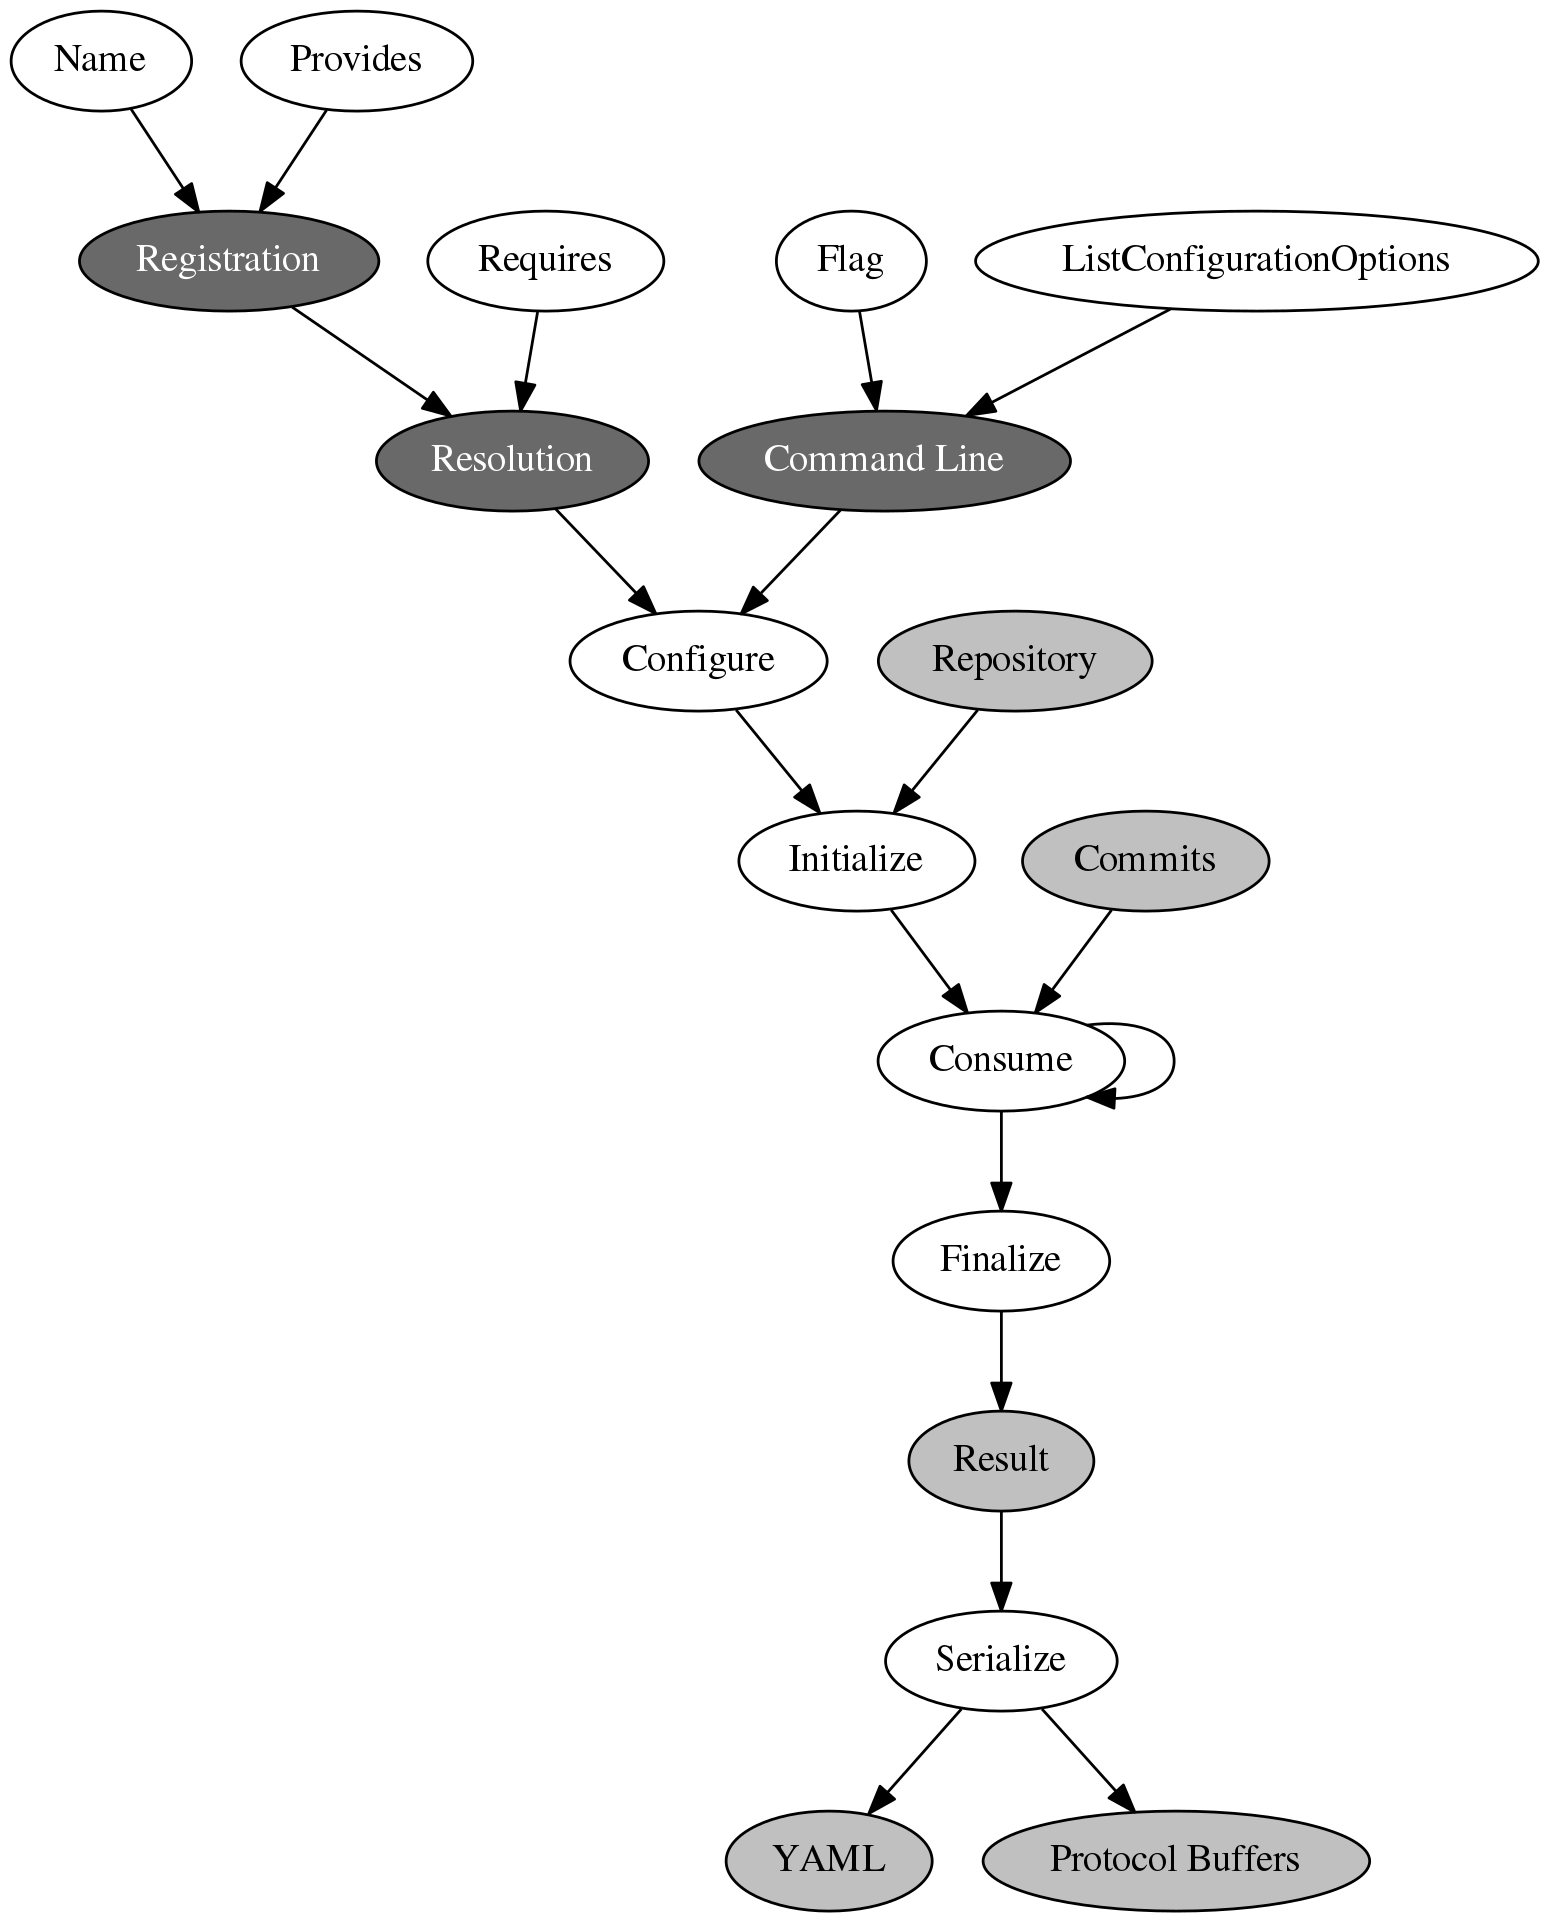 Name
Provides
Registration
Requires
Flag
ListConfigurationOptions
Resolution
Command Line
Configure
Repository
Initialize
Commits
Consume
Finalize
Result
Serialize
YAML
Protocol Buffers